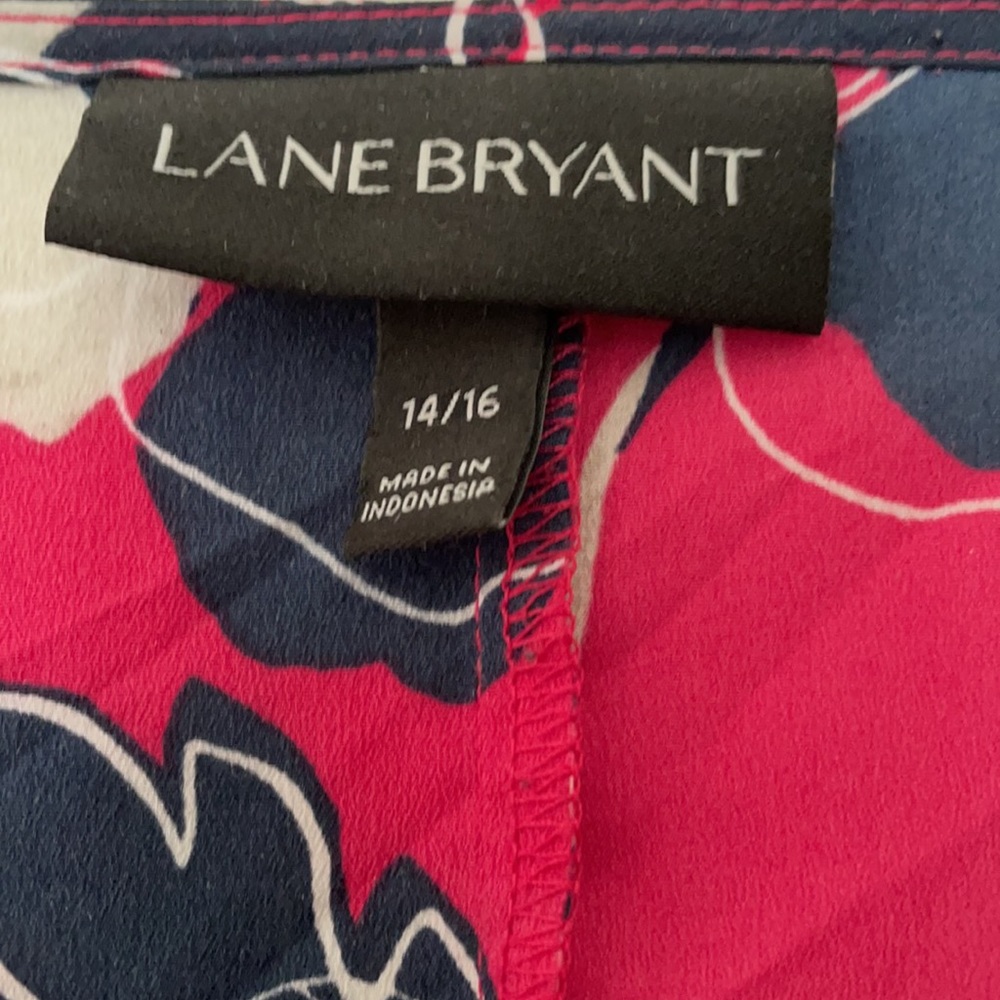 LANE BRYANT
14/16
MADE IN
INDONESIA